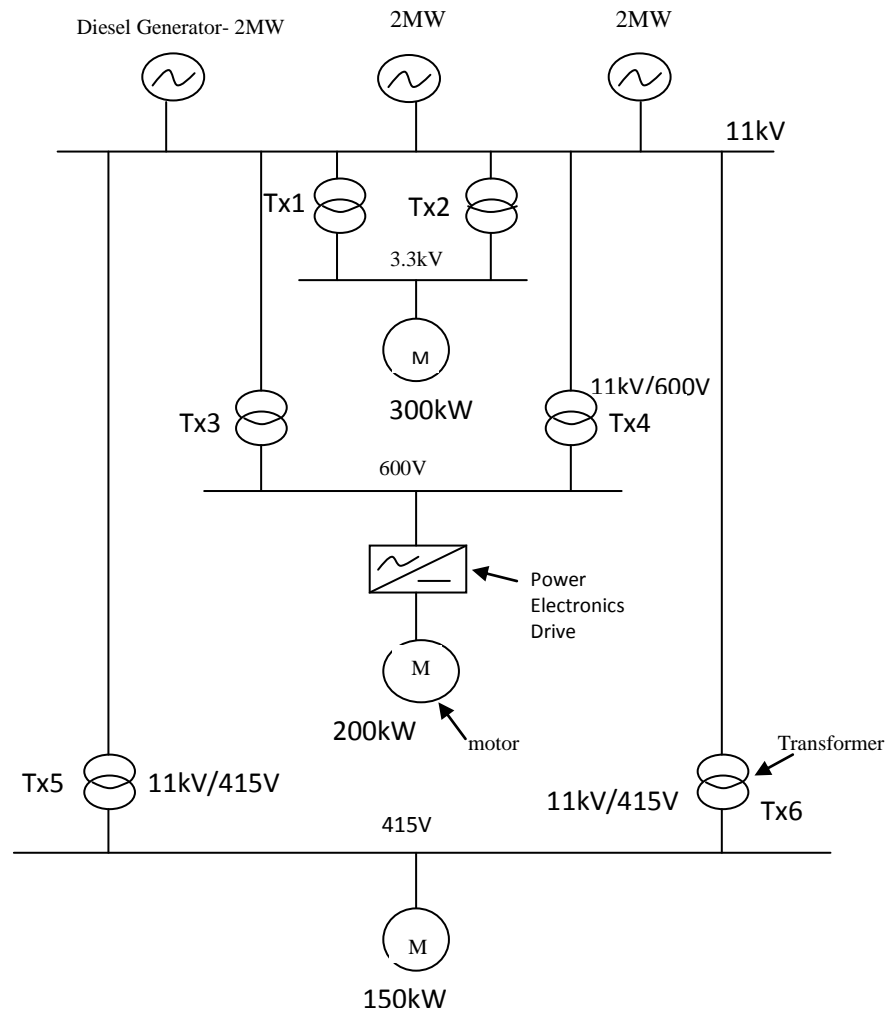 Diesel Generator- 2MW
2MW
2MW
11kV
Tx1
Tx2
3.3kV
M
300kW
11kV/600V
Tx3
Tx4
600V
Power
Electronics
Drive
M
200kW
motor
Transformer
Tx5
11kV/415V
11kV/415V
Tx6
415V
M
150kW